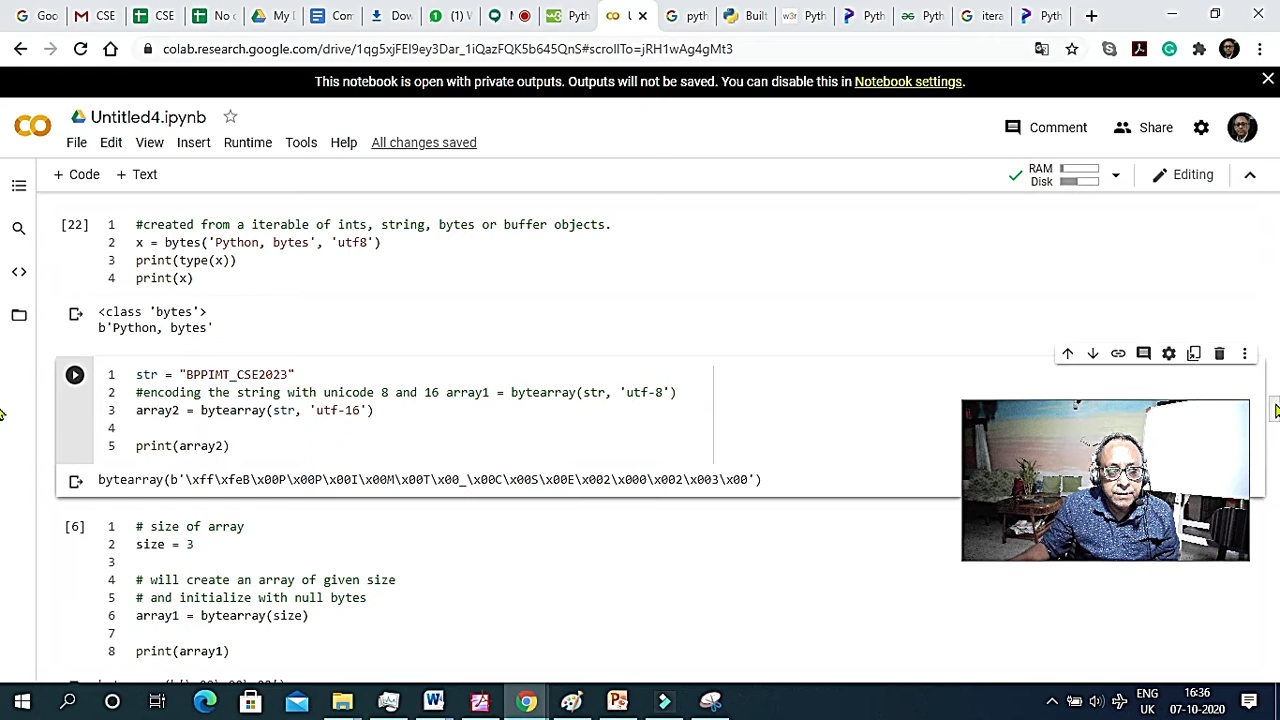 Goo
CSE
CSE
No c
My I
Con
Dov
(1) V
Pyth
U
pyth
Built
Pyth
Pyth
Pyth
itera
Pyth
colab.research.google.com/drive/1qg5xjFEI9ey3Dar_1iQazFQK5b645QnS#scrollTo=jRH1wAg4gMt3
This notebook is open with private outputs. Outputs will not be saved. You can disable this in Notebook settings.
CO
Untitled4.ipynb
Comment
Share
File Edit View Insert Runtime Tools Help All changes saved
+ Code + Text
RAM
Disk
Editing
[22] 1 #created from a iterable of ints, string, bytes or buffer objects.
2 x = bytes('Python, bytes', 'utf8')
3 print(type(x))
4 print(x)
<class 'bytes'>
b'Python, bytes'
1 str = "BPPIMT_CSE2023"
2 #encoding the string with unicode 8 and 16 array1 = bytearray(str, 'utf-8')
3 array2 = bytearray(str, 'utf-16')
4
5 print(array2)
bytearray(b'\xff\xfeB\x00P\x00P\x00I\x00M\x00T\x00_\x00C\x00S\x00E\x002\x000\x002\x003\x00')
[6] 1 # size of array
2 size = 3
3
4 # will create an array of given size
5 # and initialize with null bytes
6 array1 = bytearray(size)
7
8 print(array1)
ENG
UK
16:36
07-10-2020